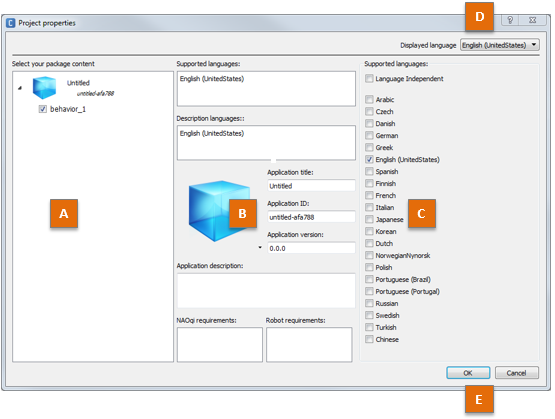 D
Project properties
Displayed language
English (UnitedStates)
Select your package content
Untitled
untitled-afa788
behavior_1
A
Supported languages:
English (UnitedStates)
Description languages::
English (UnitedStates)
B
Application title:
Untitled
Application ID:
untitled-afa788
Application version:
0.0.0
Application description:
NAOqi requirements:
Robot requirements:
Supported languages:
Language Independent
Arabic
Czech
Danish
German
Greek
English (UnitedStates)
Spanish
Finnish
French
Italian
Japanese
Korean
Dutch
NorwegianNynorsk
Polish
Portuguese (Brazil)
Portuguese (Portugal)
Russian
Swedish
Turkish
Chinese
C
OK
Cancel
E